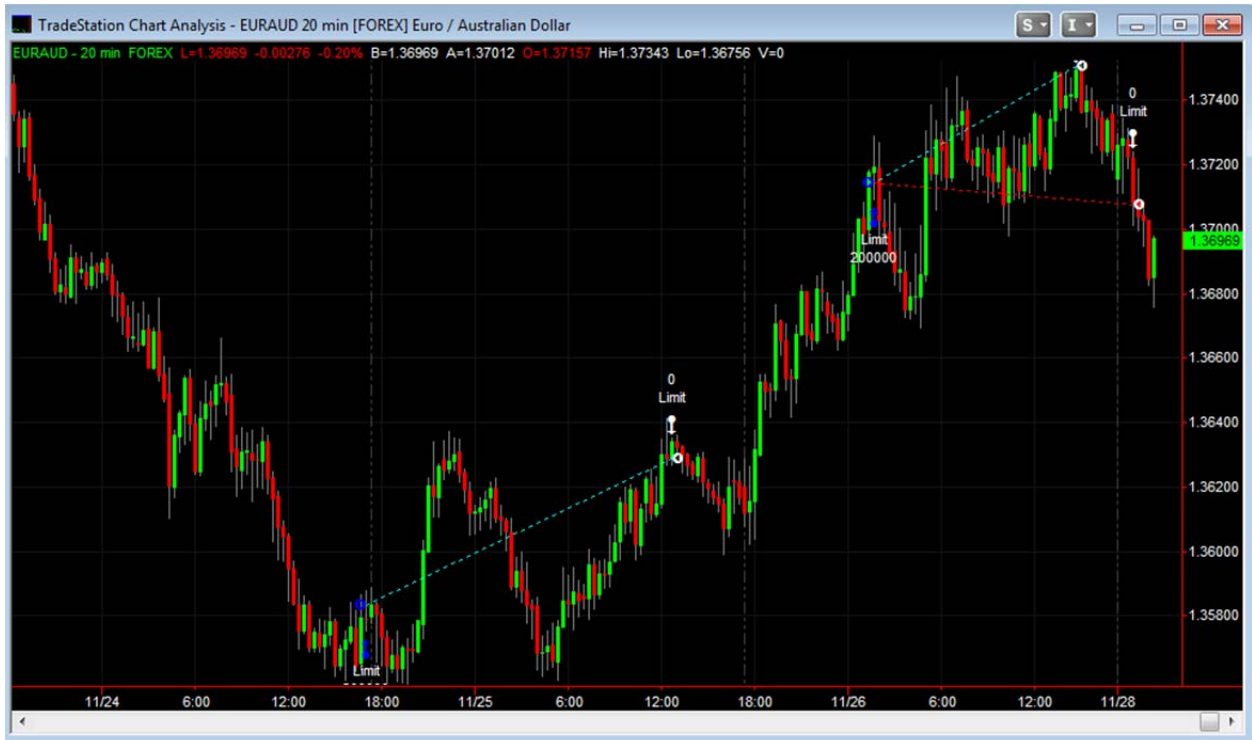 TradeStation Chart Analysis - EURAUD 20 min [FOREX] Euro / Australian Dollar
S
I
EURAUD - 20 min FOREX L=1.36969 -0.00276 -0.20% B=1.36969 A=1.37012 O=1.37157 Hi=1.37343 Lo=1.36756 V=0
0
Limit
1.37400
1.37200
Limit
200000
1.37000
1.36969
1.36800
1.36600
0
Limit
1.36400
1.36200
1.36000
1.35800
Limit
11/24 6:00 12:00 18:00 11/25 6:00 12:00 18:00 11/26 6:00 12:00 11/28